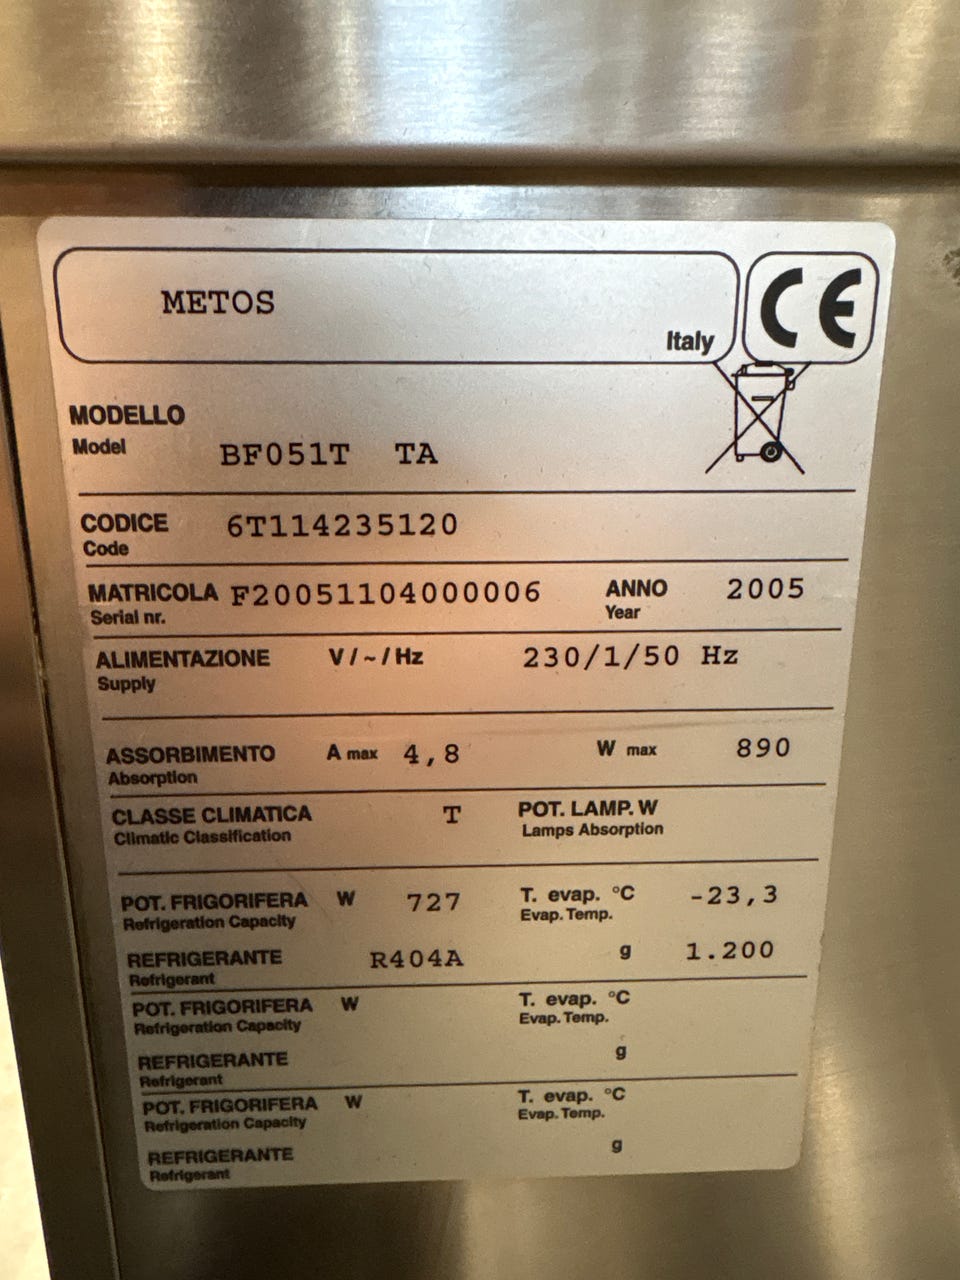 METOS
Italy
CE
MODELLO
Model BF051T TA
CODICE 6T114235120
Code
MATRICOLA F20051104000006 ANNO 2005
Serial nr. Year
ALIMENTAZIONE V / ~ / Hz 230/1/50 Hz
Supply
ASSORBIMENTO A max 4,8 W max 890
Absorption
CLASSE CLIMATICA T POT. LAMP. W
Climatic Classification Lamps Absorption
POT. FRIGORIFERA W 727 T. evap. °C -23,3
Refrigeration Capacity Evap. Temp.
REFRIGERANTE R404A g 1.200
Refrigerant
POT. FRIGORIFERA W T. evap. °C
Refrigeration Capacity Evap. Temp.
REFRIGERANTE g
Refrigerant
POT. FRIGORIFERA W T. evap. °C
Refrigeration Capacity Evap. Temp.
REFRIGERANTE g
Refrigerant